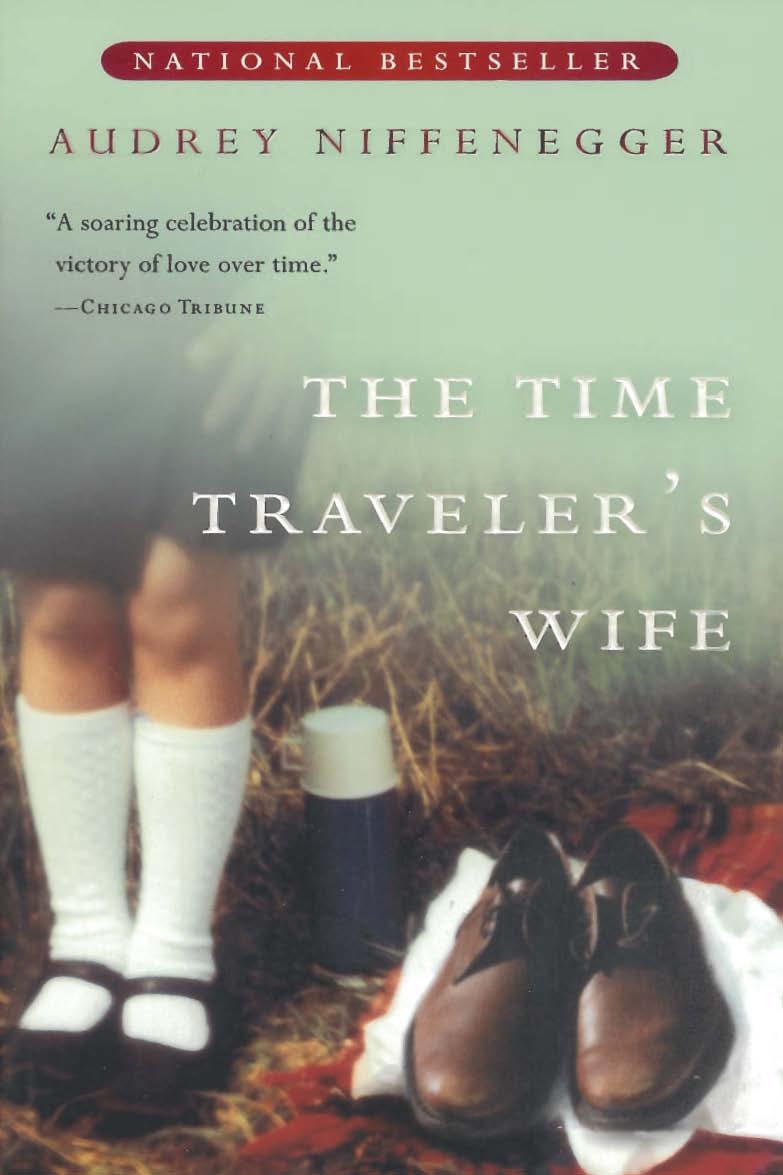 NATIONAL BESTSELLER
AUDREY NIFFENEGGER
“A soaring celebration of the
victory of love over time.”
—CHICAGO TRIBUNE
THE TIME
TRAVELER’S
WIFE